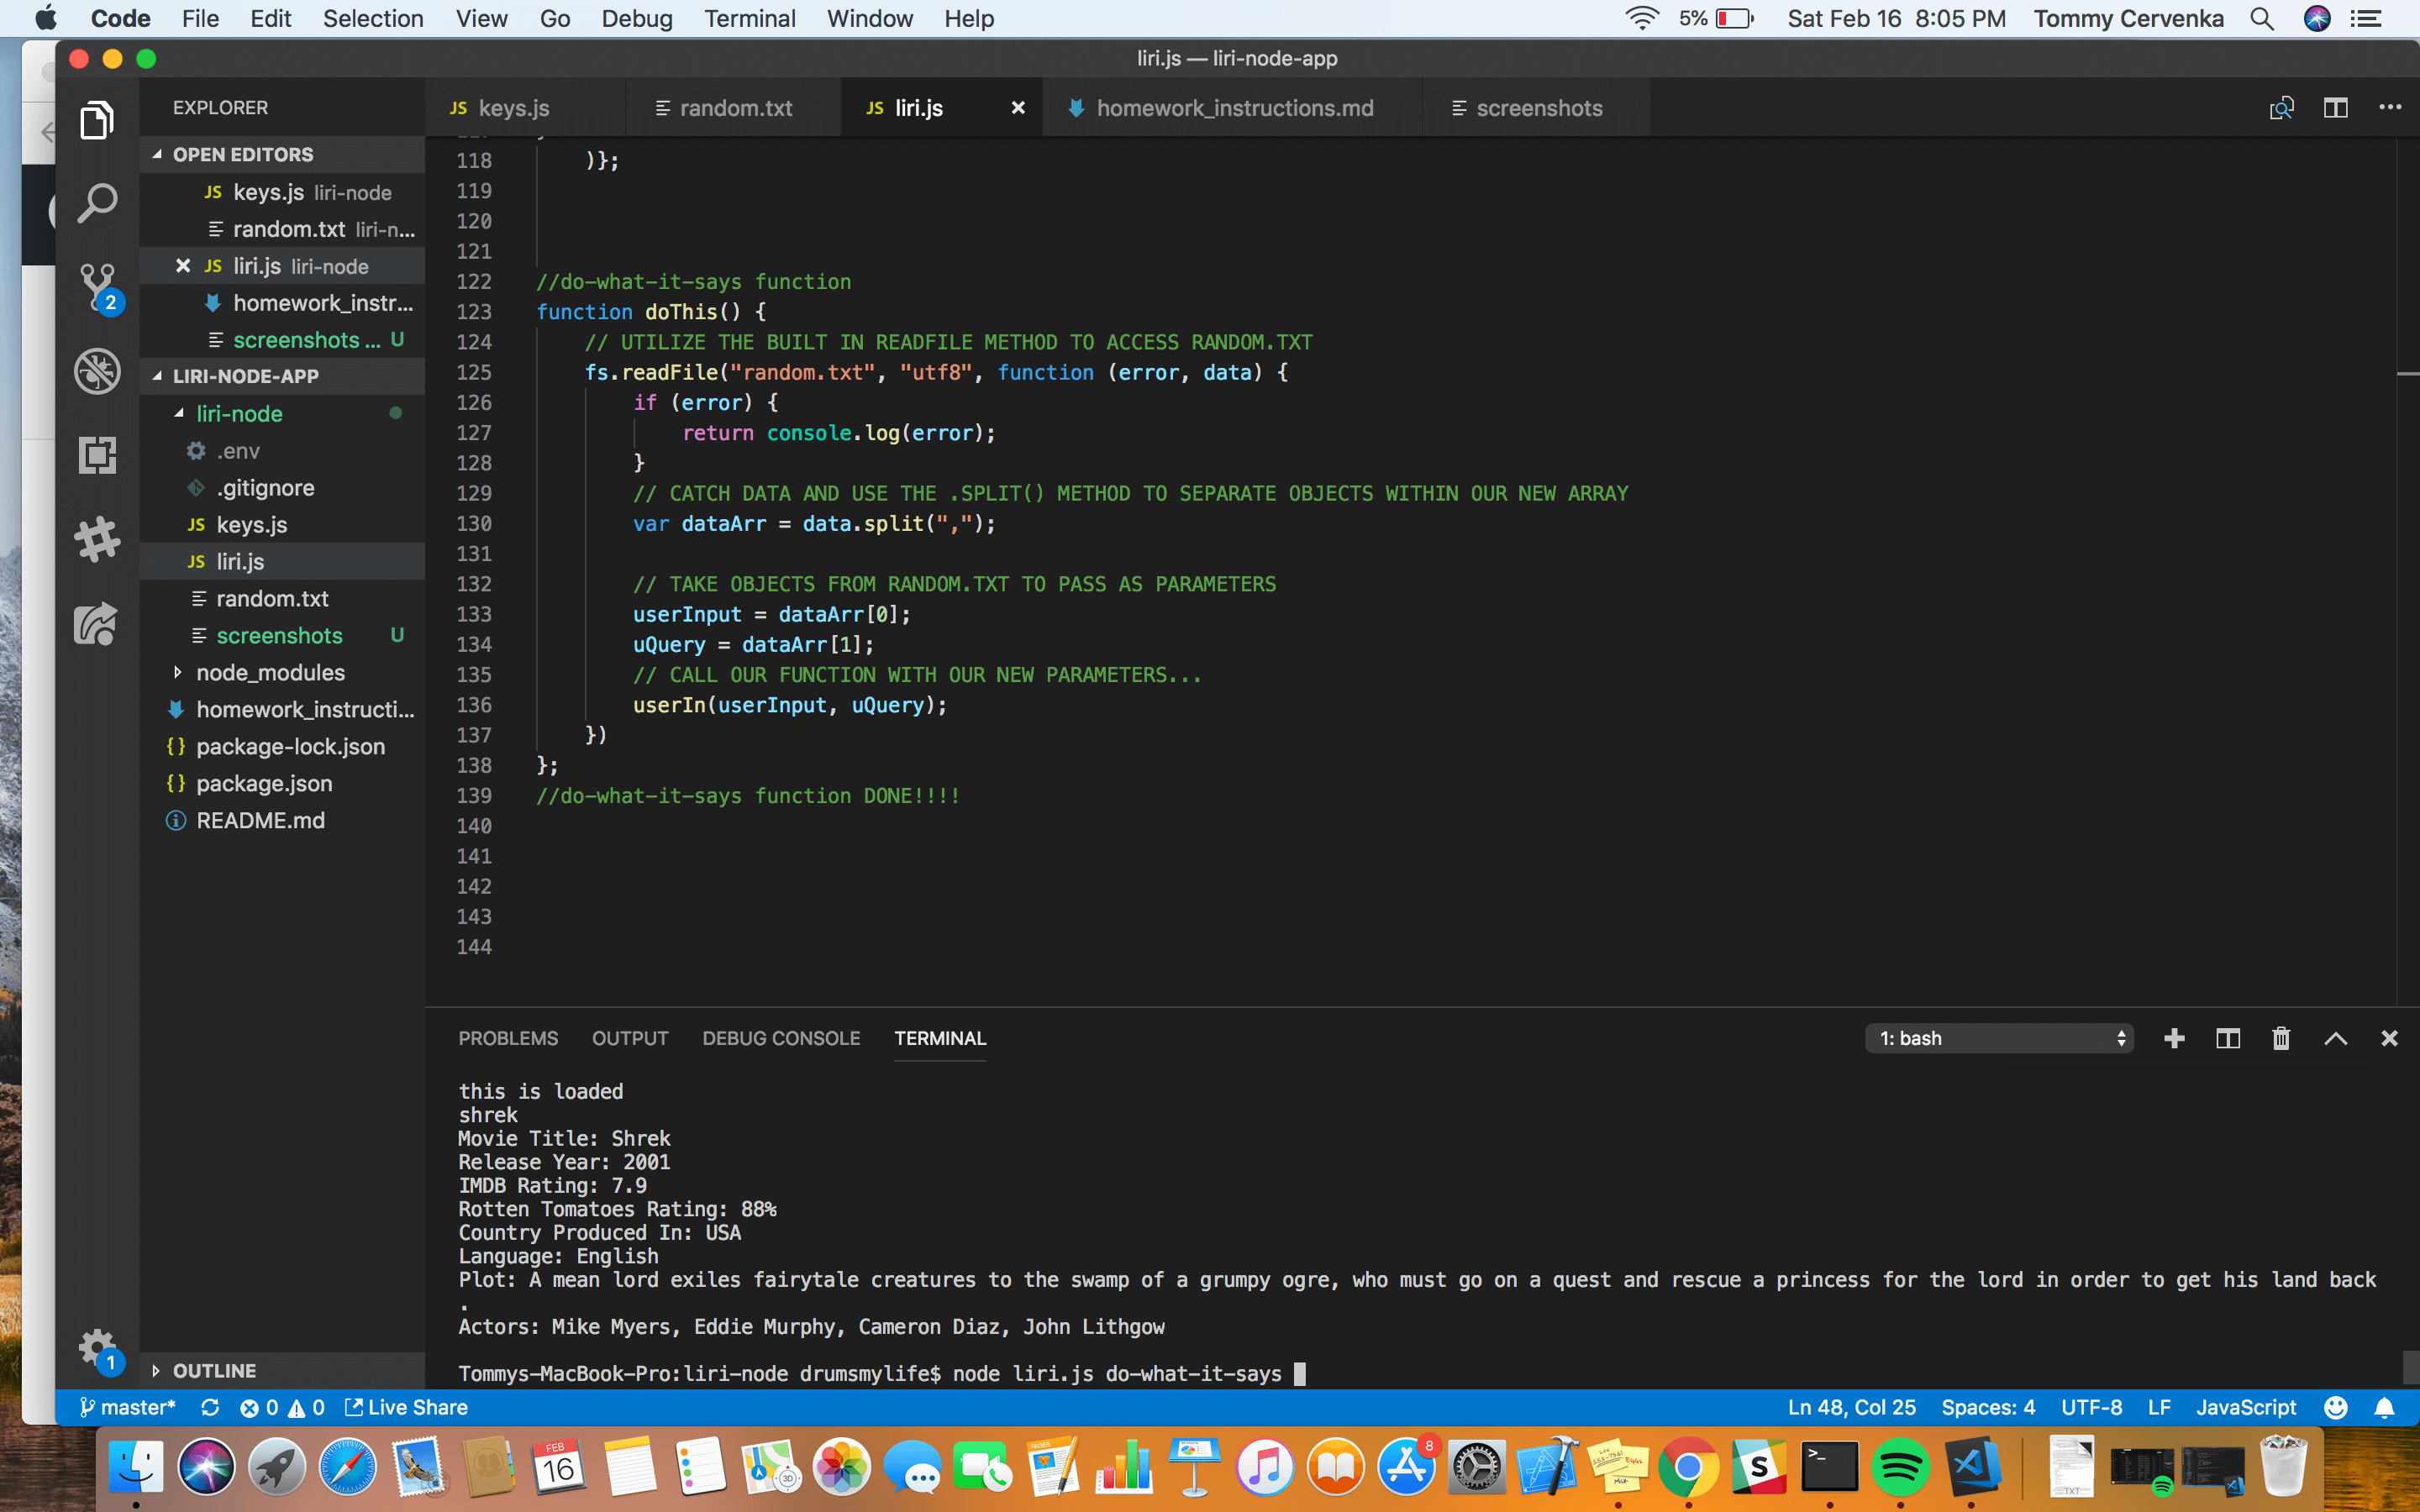 Code File Edit Selection View Go Debug Terminal Window Help 5% Sat Feb 16 8:05 PM Tommy Cervenka
liri.js — liri-node-app
EXPLORER
OPEN EDITORS
JS keys.js liri-node
random.txt liri-n...
JS liri.js liri-node
homework_instr...
screenshots ... U
LIRI-NODE-APP
liri-node
.env
.gitignore
JS keys.js
JS liri.js
random.txt
screenshots U
node_modules
homework_instructi...
{} package-lock.json
{} package.json
README.md
OUTLINE
2
1
JS keys.js random.txt JS liri.js homework_instructions.md screenshots
118 )};
119
120
121
122 //do-what-it-says function
123 function doThis() {
124 // UTILIZE THE BUILT IN READFILE METHOD TO ACCESS RANDOM.TXT
125 fs.readFile("random.txt", "utf8", function (error, data) {
126 if (error) {
127 return console.log(error);
128 }
129 // CATCH DATA AND USE THE .SPLIT() METHOD TO SEPARATE OBJECTS WITHIN OUR NEW ARRAY
130 var dataArr = data.split(",");
131
132 // TAKE OBJECTS FROM RANDOM.TXT TO PASS AS PARAMETERS
133 userInput = dataArr[0];
134 uQuery = dataArr[1];
135 // CALL OUR FUNCTION WITH OUR NEW PARAMETERS...
136 userIn(userInput, uQuery);
137 })
138 };
139 //do-what-it-says function DONE!!!!
140
141
142
143
144
PROBLEMS OUTPUT DEBUG CONSOLE TERMINAL 1: bash
this is loaded
shrek
Movie Title: Shrek
Release Year: 2001
IMDB Rating: 7.9
Rotten Tomatoes Rating: 88%
Country Produced In: USA
Language: English
Plot: A mean lord exiles fairytale creatures to the swamp of a grumpy ogre, who must go on a quest and rescue a princess for the lord in order to get his land back
.
Actors: Mike Myers, Eddie Murphy, Cameron Diaz, John Lithgow
Tommys-MacBook-Pro:liri-node drumsmylife$ node liri.js do-what-it-says
master* 0 0 Live Share Ln 48, Col 25 Spaces: 4 UTF-8 LF JavaScript
FEB
16
3D
PAGES
8
S
>_
TXT